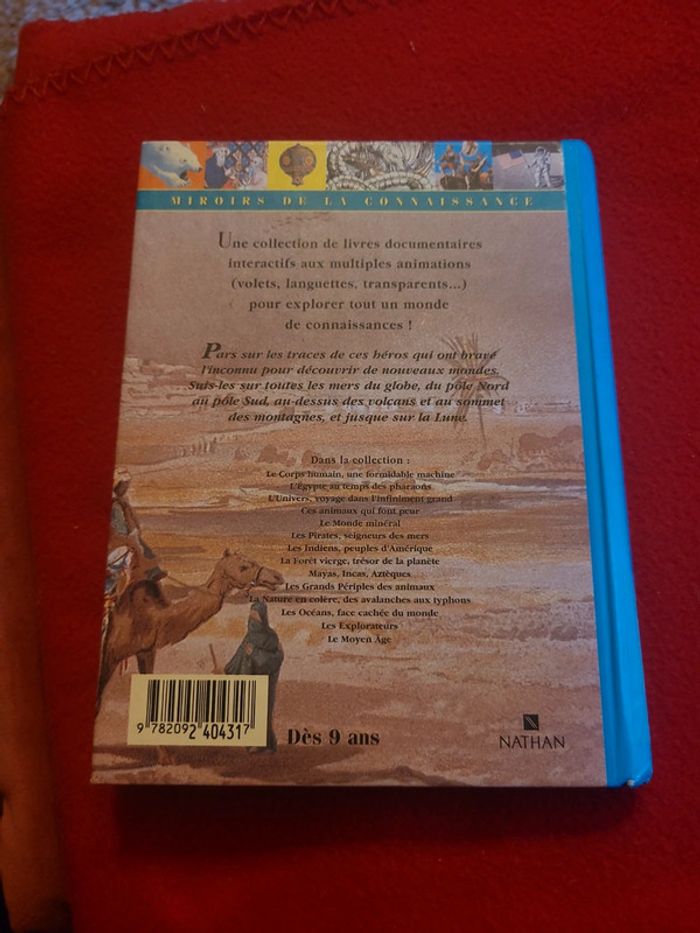 MIROIRS DE LA CONNAISSANCE
Une collection de livres documentaires
interactifs aux multiples animations
(volets, languettes, transparents...)
pour explorer tout un monde
de connaissances !
Pars sur les traces de ces héros qui ont bravé
l'inconnu pour découvrir de nouveaux mondes.
Suis-les sur toutes les mers du globe, du pôle Nord
au pôle Sud, au-dessus des volcans et au sommet
des montagnes, et jusque sur la Lune.
Dans la collection :
Le Corps humain, une formidable machine
L'Égypte au temps des pharaons
L'Univers, voyage dans l'infiniment grand
Ces animaux qui font peur
Le Monde minéral
Les Pirates, seigneurs des mers
Les Indiens, peuples d'Amérique
La Forêt vierge, trésor de la planète
Mayas, Incas, Aztèques
Les Grands Périples des animaux
La Nature en colère, des avalanches aux typhons
Les Océans, face cachée du monde
Les Explorateurs
Le Moyen Âge
9 782092 404317
Dès 9 ans
NATHAN